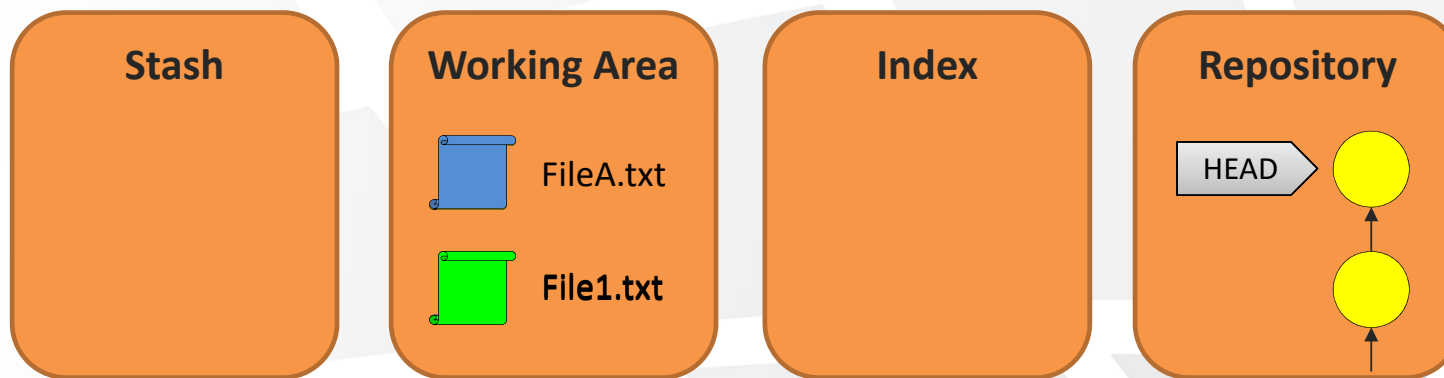 Stash
Working Area
Index
Repository
FileA.txt
HEAD
File1.txt